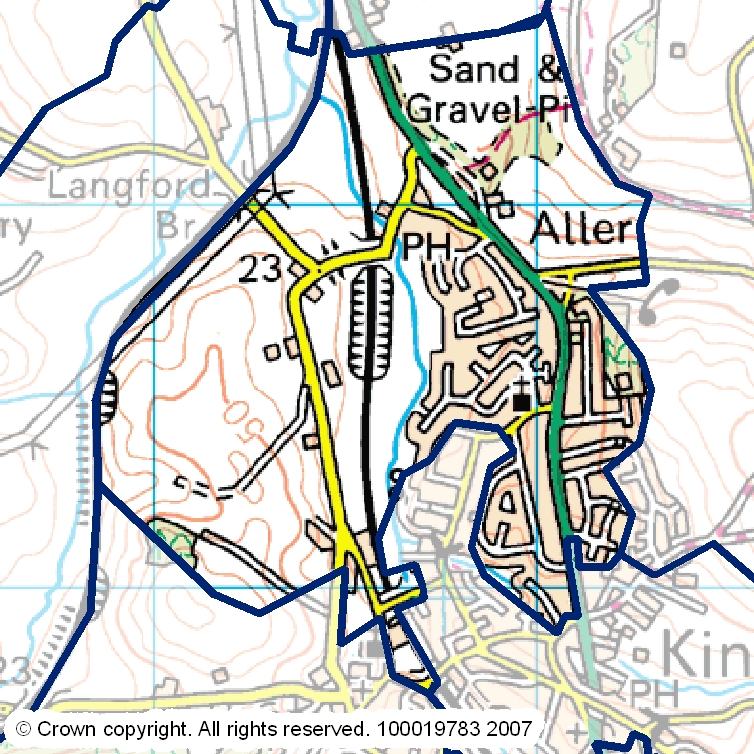 Sand &
Gravel Pi
Langford
Br
ry
Aller
PH
23
50
Kin
23
PH
© Crown copyright. All rights reserved. 100019783 2007